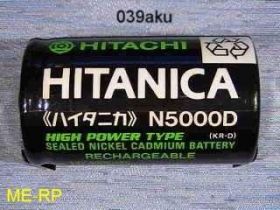 039aku
HITACHI
HITANICA
《ハイタニカ》 N5000D
HIGH POWER TYPE (KR-D)
SEALED NICKEL CADMIUM BATTERY
RECHARGEABLE
ME RP